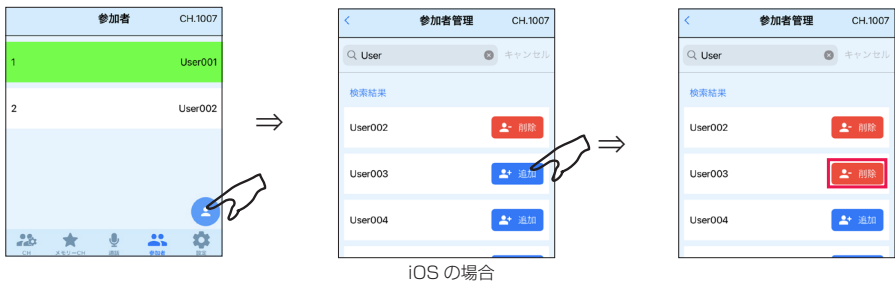 参加者 CH.1007
1 User001
2 User002
CH メモリーCH 通話 参加者 設定
⇒
参加者管理 CH.1007
User キャンセル
検索結果
User002 削除
User003 追加
User004 追加
⇒
参加者管理 CH.1007
User キャンセル
検索結果
User002 削除
User003 削除
User004 追加
iOS の場合